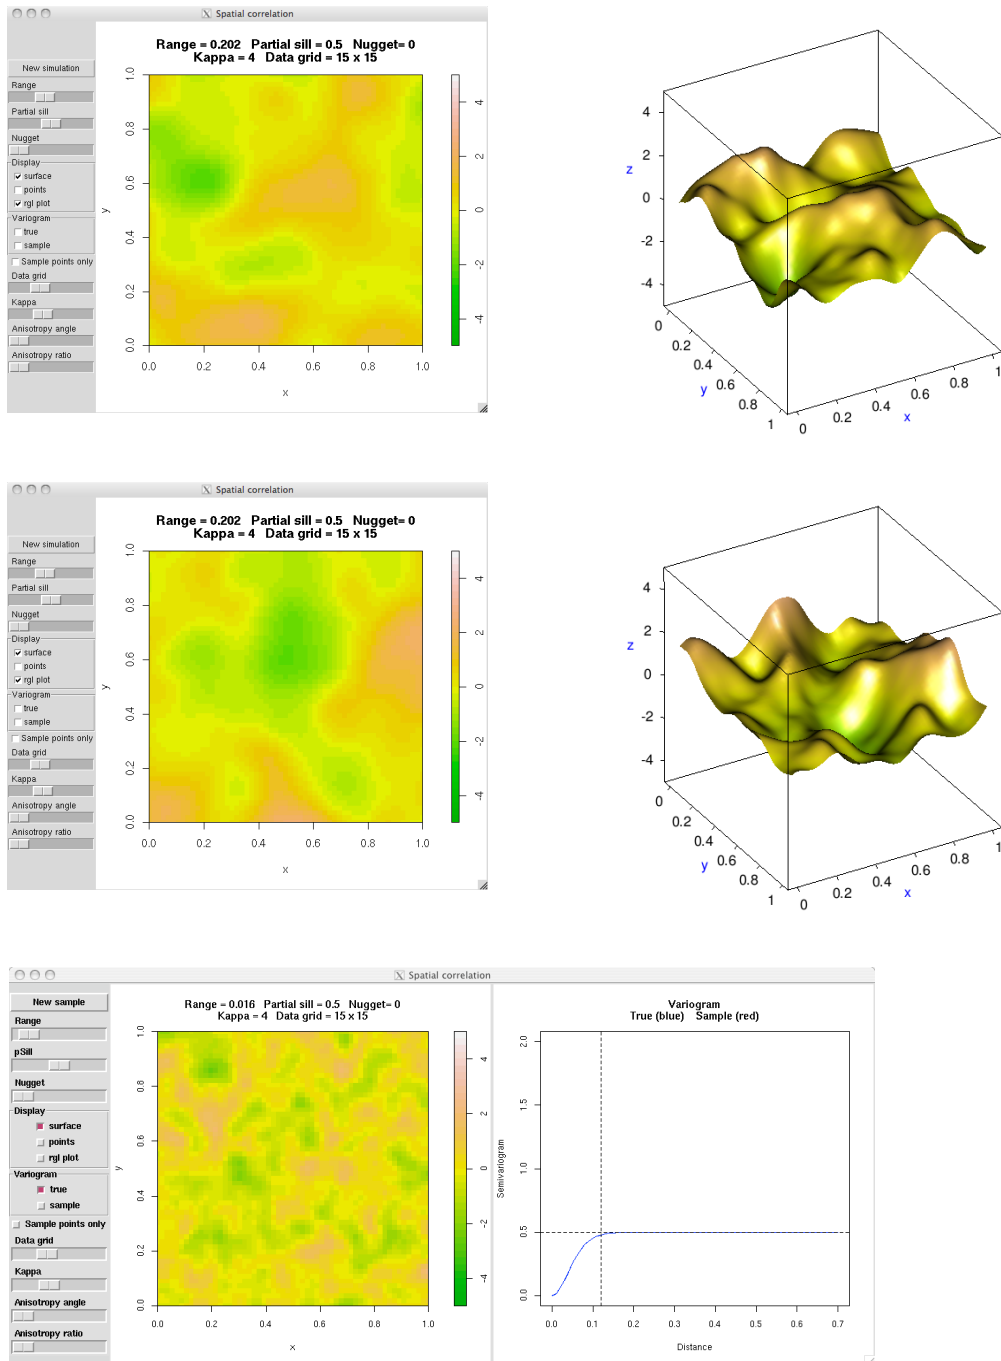 Spatial correlation
New simulation
Range
Partial sill
Nugget
Display
surface
points
rgl plot
Variogram
true
sample
Sample points only
Data grid
Kappa
Anisotropy angle
Anisotropy ratio
Range = 0.202 Partial sill = 0.5 Nugget= 0
Kappa = 4 Data grid = 15 x 15
1.0
0.8
0.6
0.4
0.2
0.0
y
0.0 0.2 0.4 0.6 0.8 1.0
x
4
2
0
-2
-4
4
2
z
0
-2
-4
0
0.2
0.4
y 0.6
0.8
1
0 0.2 0.4 0.6 0.8 1
x
Spatial correlation
New simulation
Range
Partial sill
Nugget
Display
surface
points
rgl plot
Variogram
true
sample
Sample points only
Data grid
Kappa
Anisotropy angle
Anisotropy ratio
Range = 0.202 Partial sill = 0.5 Nugget= 0
Kappa = 4 Data grid = 15 x 15
1.0
0.8
0.6
0.4
0.2
0.0
y
0.0 0.2 0.4 0.6 0.8 1.0
x
4
2
0
-2
-4
4
2
z
0
-2
-4
0
0.2
0.4
y 0.6
0.8
1
0 0.2 0.4 0.6 0.8 1
x
Spatial correlation
New sample
Range
pSill
Nugget
Display
surface
points
rgl plot
Variogram
true
sample
Sample points only
Data grid
Kappa
Anisotropy angle
Anisotropy ratio
Range = 0.016 Partial sill = 0.5 Nugget= 0
Kappa = 4 Data grid = 15 x 15
1.0
0.8
0.6
0.4
0.2
0.0
y
0.0 0.2 0.4 0.6 0.8 1.0
x
4
2
0
-2
-4
Variogram
True (blue) Sample (red)
2.0
1.5
1.0
0.5
0.0
Semivariogram
0.0 0.1 0.2 0.3 0.4 0.5 0.6 0.7
Distance